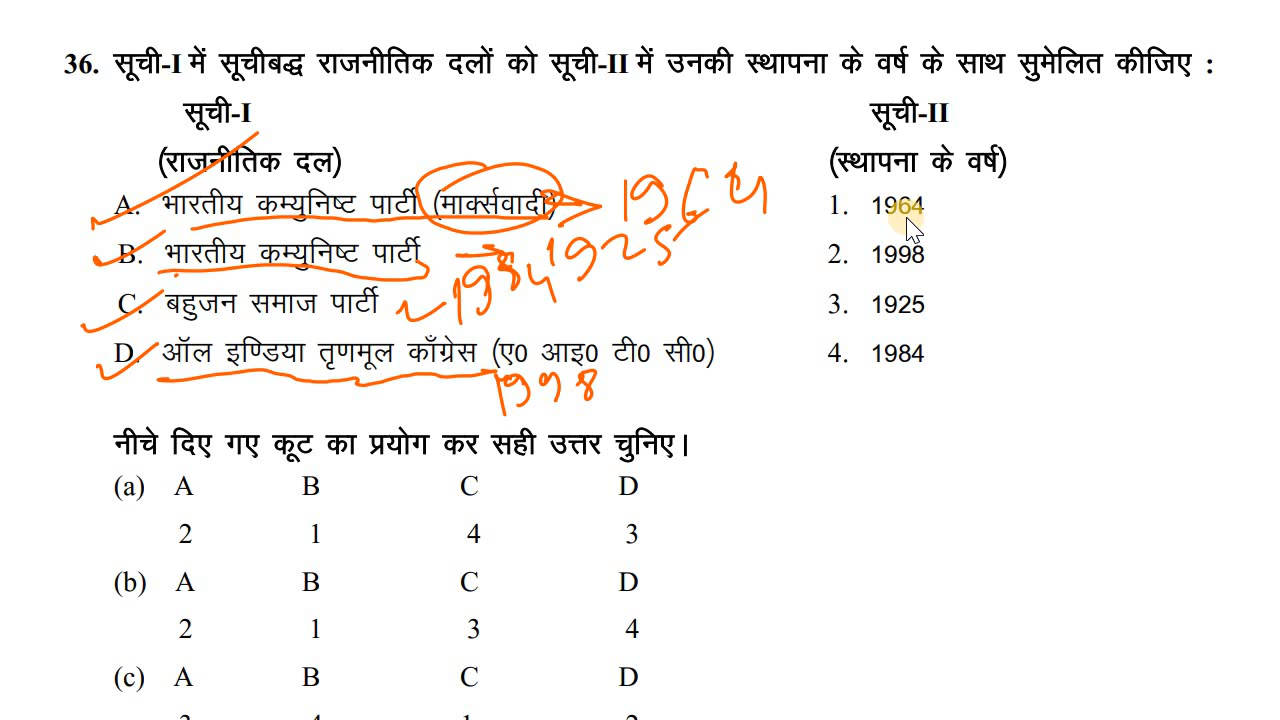 36. सूची-I में सूचीबद्ध राजनीतिक दलों को सूची-II में उनकी स्थापना के वर्ष के साथ सुमेलित कीजिए :
सूची-I सूची-II
(राजनीतिक दल) (स्थापना के वर्ष)
A. भारतीय कम्युनिष्ट पार्टी (मार्क्सवादी) 1964 1. 1964
B. भारतीय कम्युनिष्ट पार्टी 1925 2. 1998
C. बहुजन समाज पार्टी 1984 3. 1925
D. ऑल इण्डिया तृणमूल काँग्रेस (ए0 आइ0 टी0 सी0) 4. 1984
1998
नीचे दिए गए कूट का प्रयोग कर सही उत्तर चुनिए।
(a) A B C D
2 1 4 3
(b) A B C D
2 1 3 4
(c) A B C D